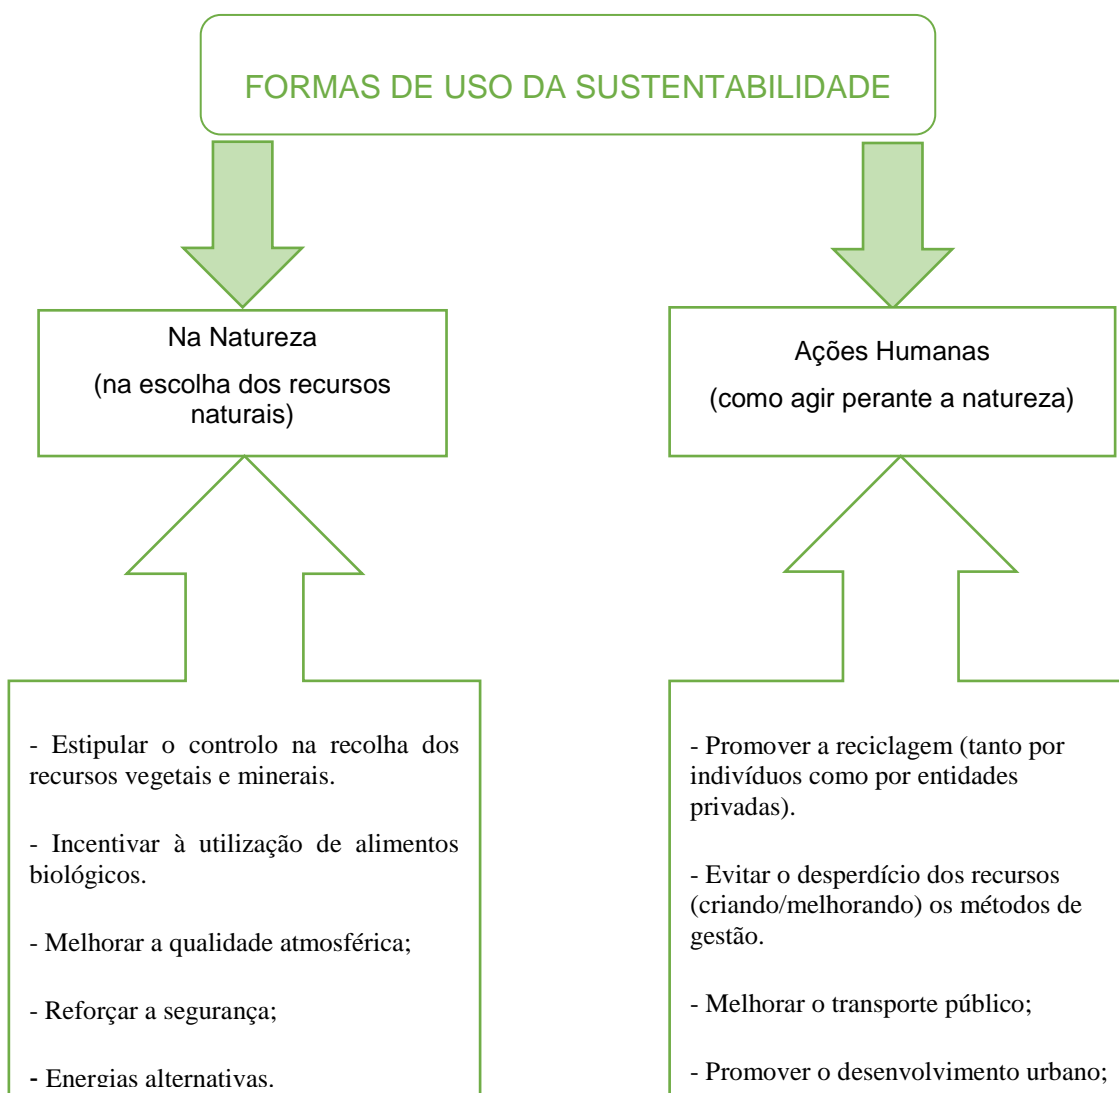 FORMAS DE USO DA SUSTENTABILIDADE
Na Natureza
(na escolha dos recursos
naturais)
Ações Humanas
(como agir perante a natureza)
- Estipular o controlo na recolha dos
recursos vegetais e minerais.
- Incentivar à utilização de alimentos
biológicos.
- Melhorar a qualidade atmosférica;
- Reforçar a segurança;
- Energias alternativas.
- Promover a reciclagem (tanto por
indivíduos como por entidades
privadas).
- Evitar o desperdício dos recursos
(criando/melhorando) os métodos de
gestão.
- Melhorar o transporte público;
- Promover o desenvolvimento urbano;